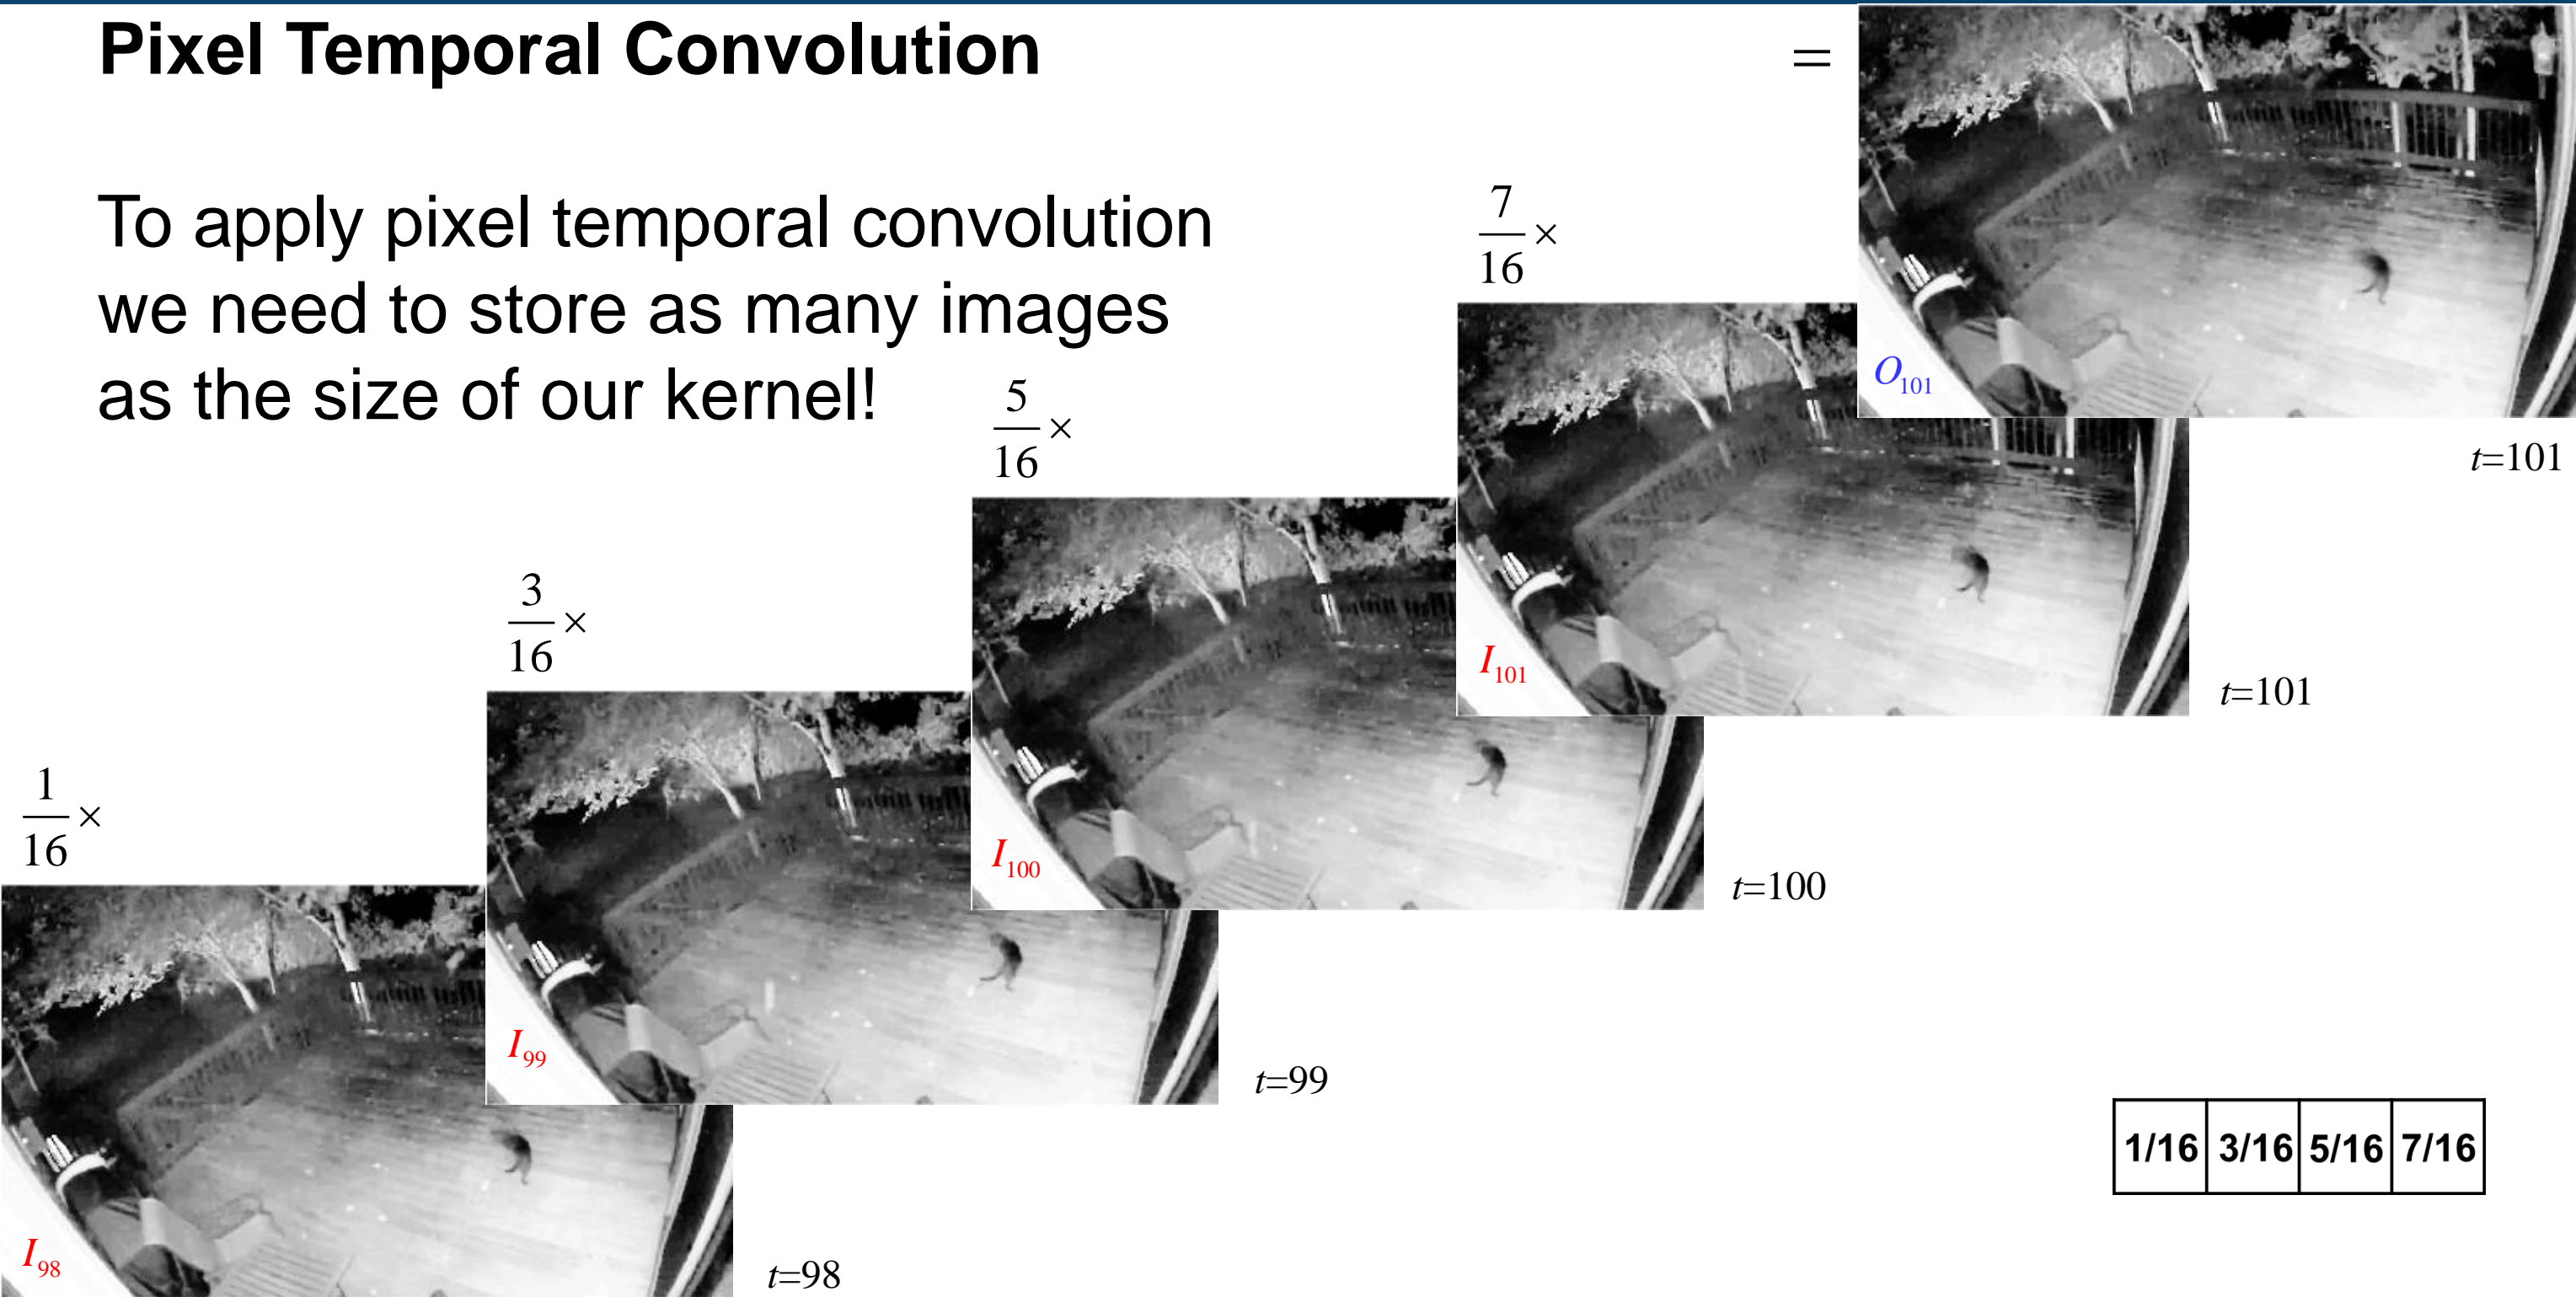 Pixel Temporal Convolution
=
To apply pixel temporal convolution
we need to store as many images
as the size of our kernel!
7/16 ×
5/16 ×
3/16 ×
1/16 ×
O101
t=101
I101
t=101
I100
t=100
I99
t=99
I98
t=98
1/16 3/16 5/16 7/16